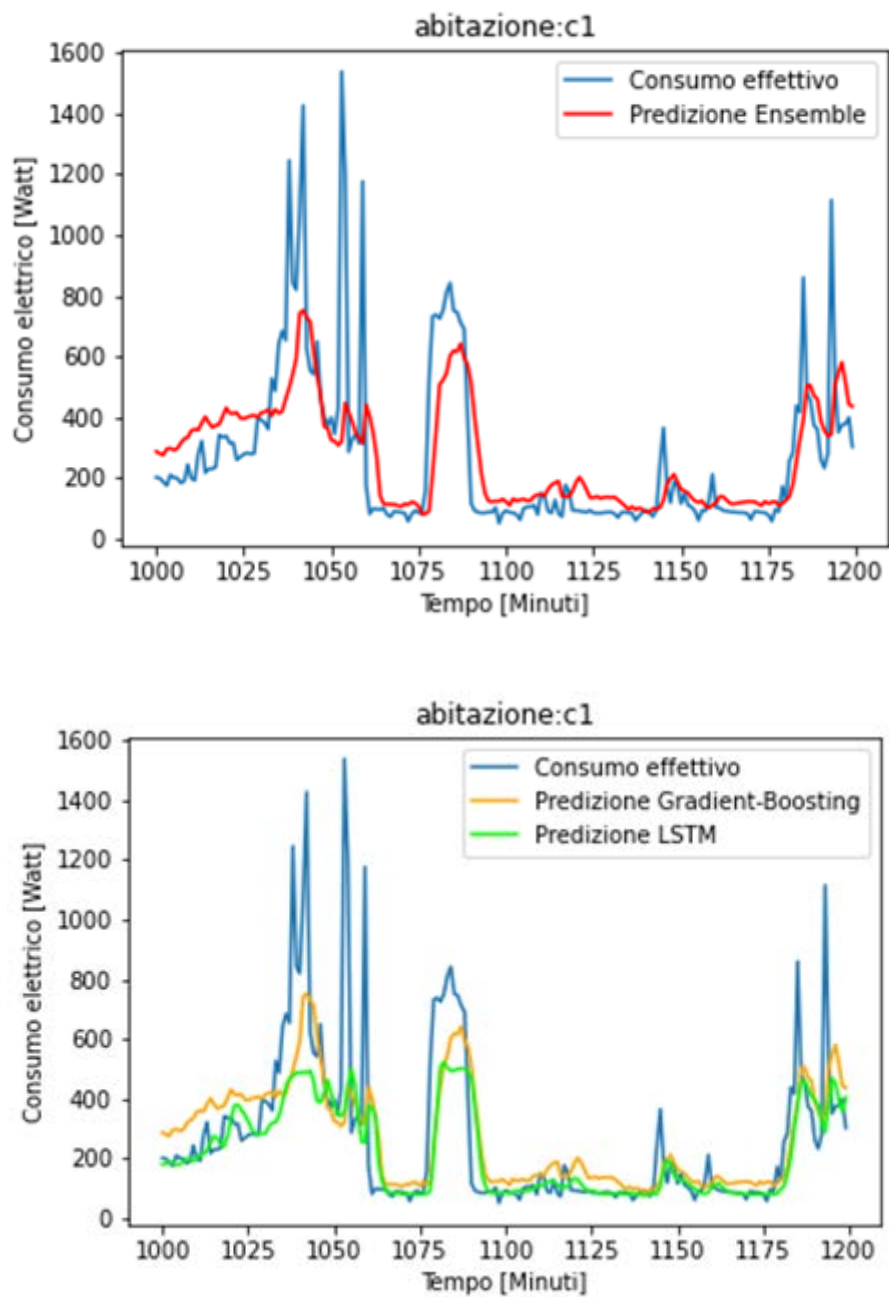 abitazione:c1
1600
1400
1200
1000
800
600
400
200
0
Consumo elettrico [Watt]
Consumo effettivo
Predizione Ensemble
1000 1025 1050 1075 1100 1125 1150 1175 1200
Tempo [Minuti]
abitazione:c1
1600
1400
1200
1000
800
600
400
200
0
Consumo elettrico [Watt]
Consumo effettivo
Predizione Gradient-Boosting
Predizione LSTM
1000 1025 1050 1075 1100 1125 1150 1175 1200
Tempo [Minuti]